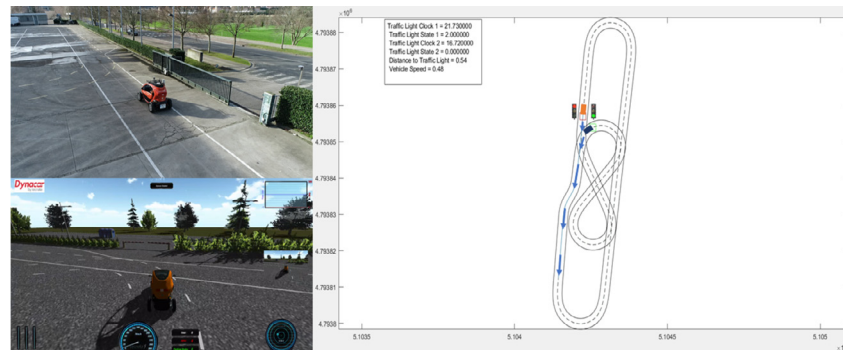 Dynacar
Traffic Light Clock 1 = 21.730000
Traffic Light State 1 = 2.000000
Traffic Light Clock 2 = 16.720000
Traffic Light State 2 = 0.000000
Distance to Traffic Light = 0.54
Vehicle Speed = 0.48
4.79388
4.79387
4.79386
4.79385
4.79384
4.79383
4.79382
4.79381
4.7938
5.1035
5.104
5.1045
5.105